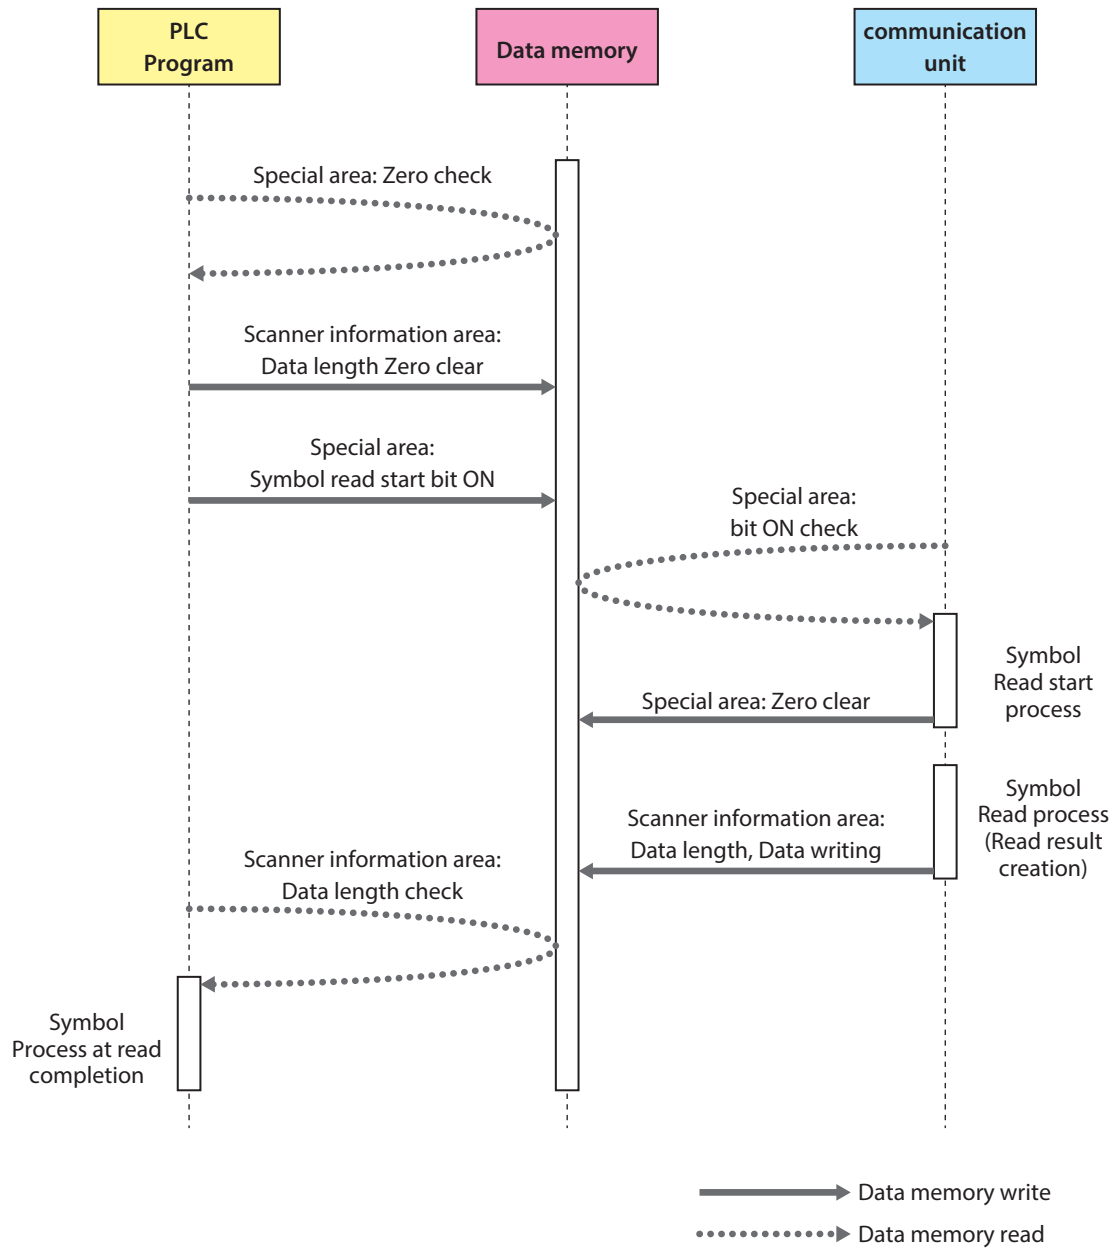 PLC
Program
Data memory
communication
unit
Special area: Zero check
Scanner information area:
Data length Zero clear
Special area:
Symbol read start bit ON
Special area:
bit ON check
Symbol
Read start
process
Special area: Zero clear
Symbol
Read process
(Read result
creation)
Scanner information area:
Data length, Data writing
Scanner information area:
Data length check
Symbol
Process at read
completion
Data memory write
Data memory read